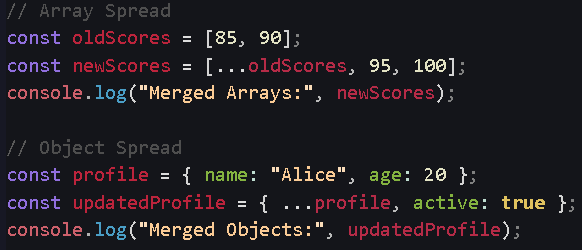 // Array Spread
const oldScores = [85, 90];
const newScores = [...oldScores, 95, 100];
console.log("Merged Arrays:", newScores);
// Object Spread
const profile = { name: "Alice", age: 20 };
const updatedProfile = { ...profile, active: true };
console.log("Merged Objects:", updatedProfile);